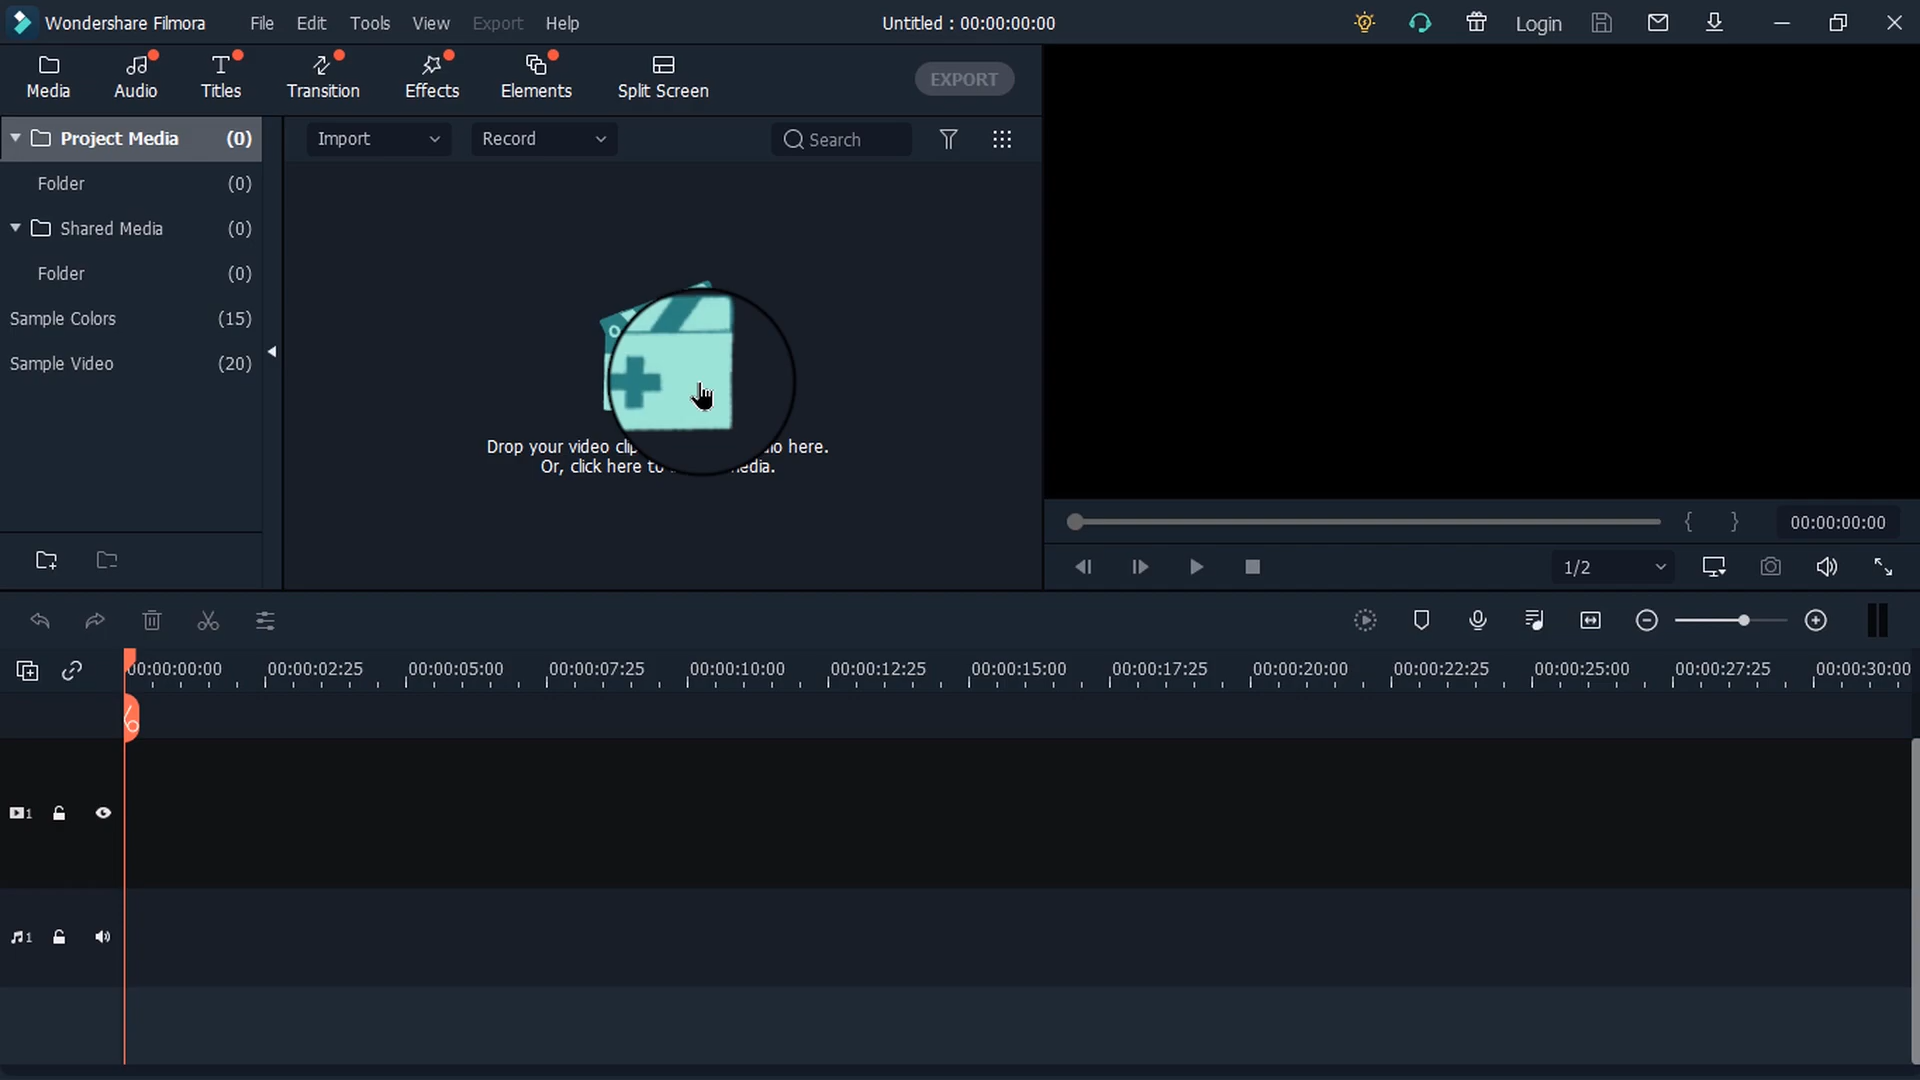 Wondershare Filmora
File Edit Tools View Export Help
Untitled : 00:00:00:00
Login
Media Audio Titles Transition Effects Elements Split Screen
EXPORT
Project Media (0)
Import Record Search
Folder (0)
Shared Media (0)
Folder (0)
Sample Colors (15)
Sample Video (20)
Drop your video here.
Or, click here to
00:00:00:00
1/2
00:00:00:00 00:00:02:25 00:00:05:00 00:00:07:25 00:00:10:00 00:00:12:25 00:00:15:00 00:00:17:25 00:00:20:00 00:00:22:25 00:00:25:00 00:00:27:25 00:00:30:00
1
1